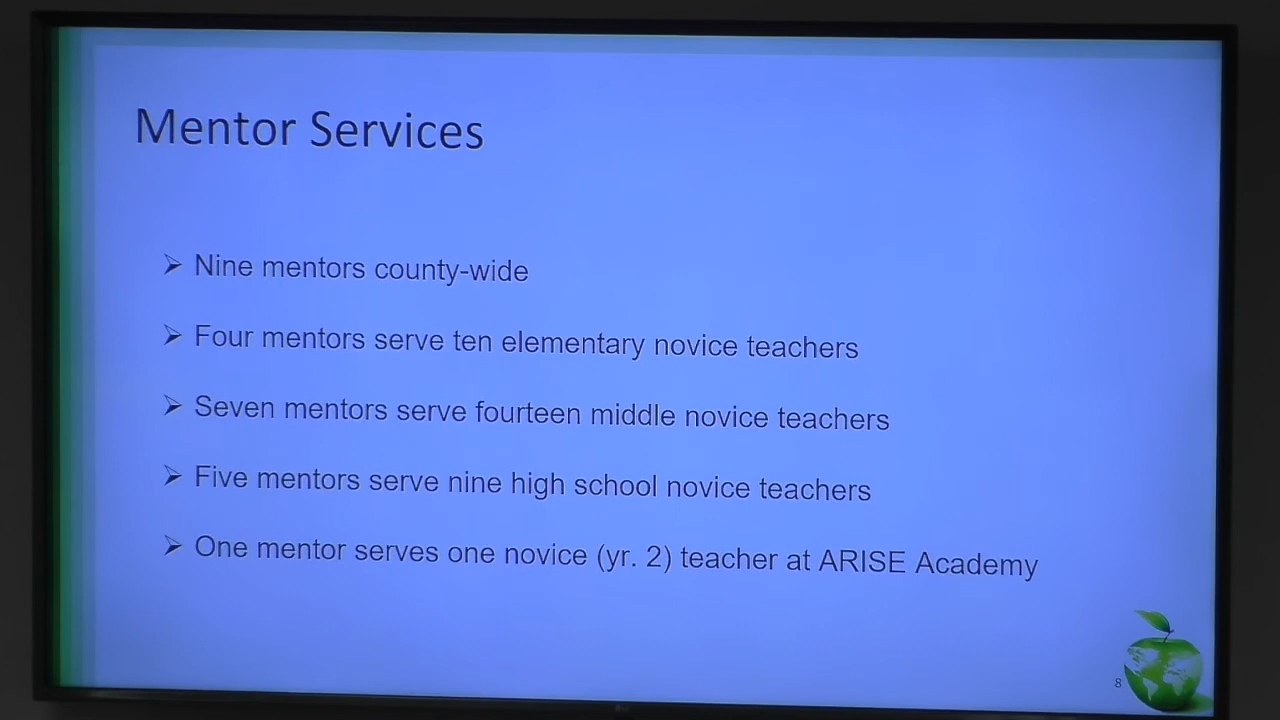 Mentor Services
➢ Nine mentors county-wide
➢ Four mentors serve ten elementary novice teachers
➢ Seven mentors serve fourteen middle novice teachers
➢ Five mentors serve nine high school novice teachers
➢ One mentor serves one novice (yr. 2) teacher at ARISE Academy
8